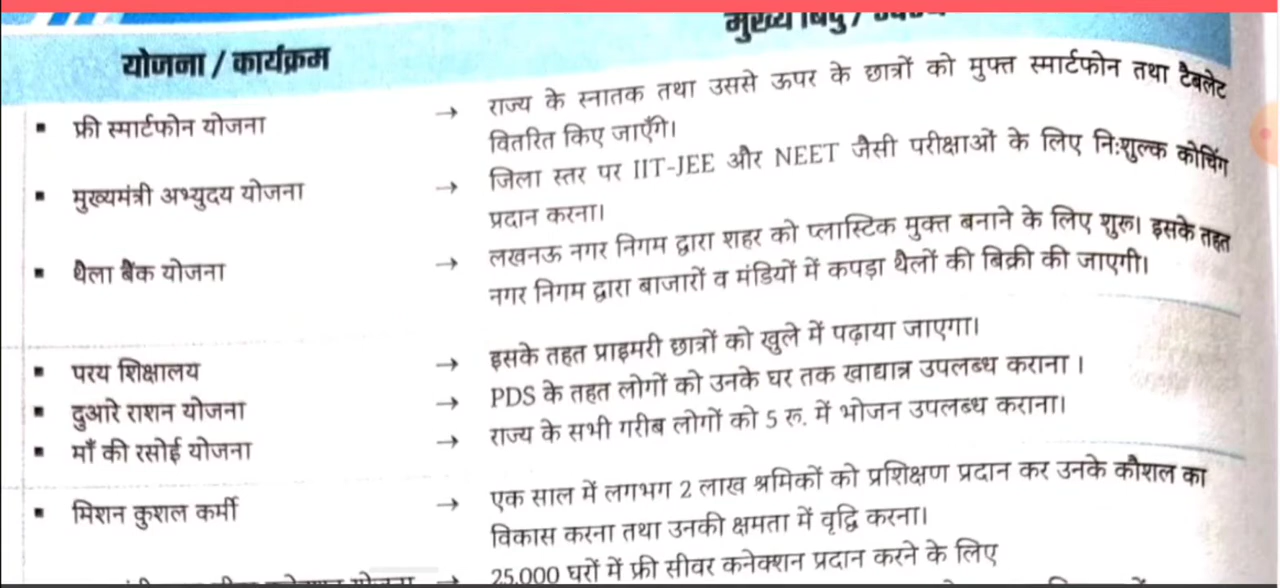 योजना / कार्यक्रम
मुख्य बिंदु /
▪ फ्री स्मार्टफोन योजना → राज्य के स्नातक तथा उससे ऊपर के छात्रों को मुफ्त स्मार्टफोन तथा टैबलेट
वितरित किए जाएँगे।
▪ मुख्यमंत्री अभ्युदय योजना → जिला स्तर पर IIT-JEE और NEET जैसी परीक्षाओं के लिए निःशुल्क कोचिंग
प्रदान करना।
▪ थैला बैंक योजना → लखनऊ नगर निगम द्वारा शहर को प्लास्टिक मुक्त बनाने के लिए शुरू। इसके तहत
नगर निगम द्वारा बाजारों व मंडियों में कपड़ा थैलों की बिक्री की जाएगी।
▪ परय शिक्षालय → इसके तहत प्राइमरी छात्रों को खुले में पढ़ाया जाएगा।
▪ दुआरे राशन योजना → PDS के तहत लोगों को उनके घर तक खाद्यान्न उपलब्ध कराना ।
▪ माँ की रसोई योजना → राज्य के सभी गरीब लोगों को 5 रू. में भोजन उपलब्ध कराना।
▪ मिशन कुशल कर्मी → एक साल में लगभग 2 लाख श्रमिकों को प्रशिक्षण प्रदान कर उनके कौशल का
विकास करना तथा उनकी क्षमता में वृद्धि करना।
→ 25,000 घरों में फ्री सीवर कनेक्शन प्रदान करने के लिए